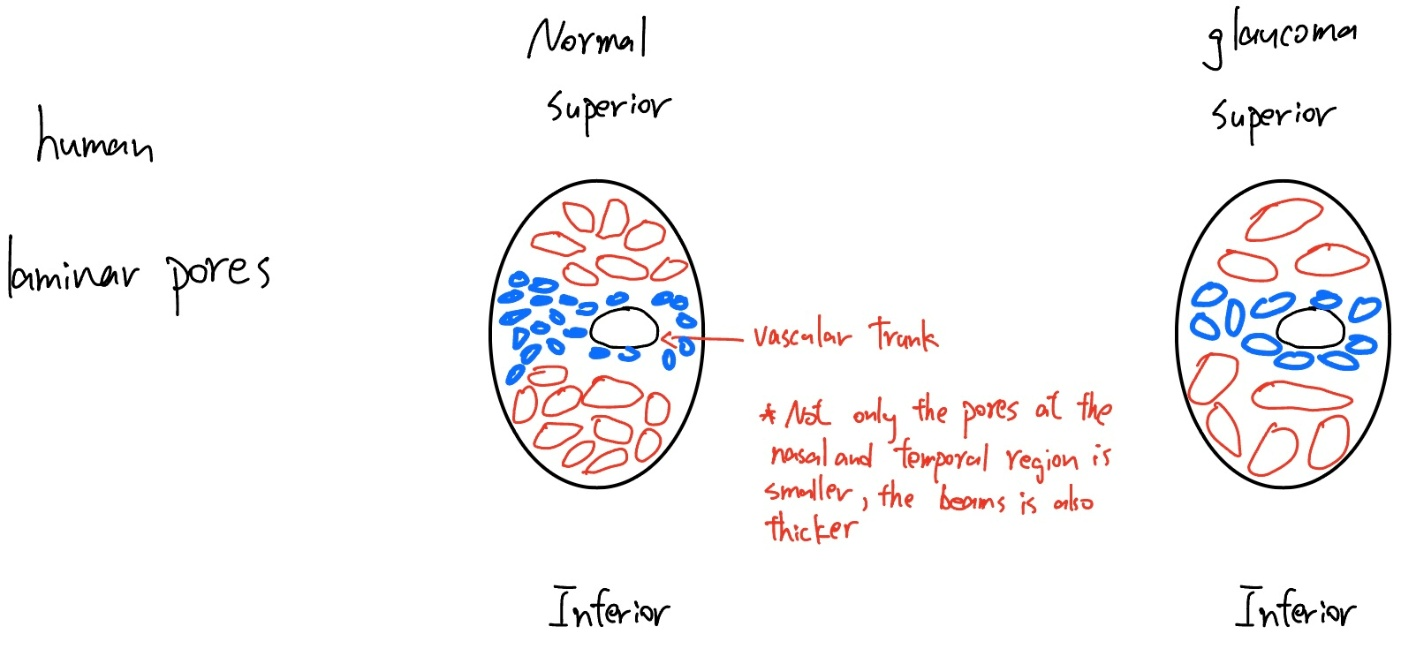 Normal
Superior
glaucoma
Superior
human
laminar pores
vascular trunk
* Not only the pores at the
nasal and temporal region is
smaller, the beams is also
thicker
Inferior
Inferior